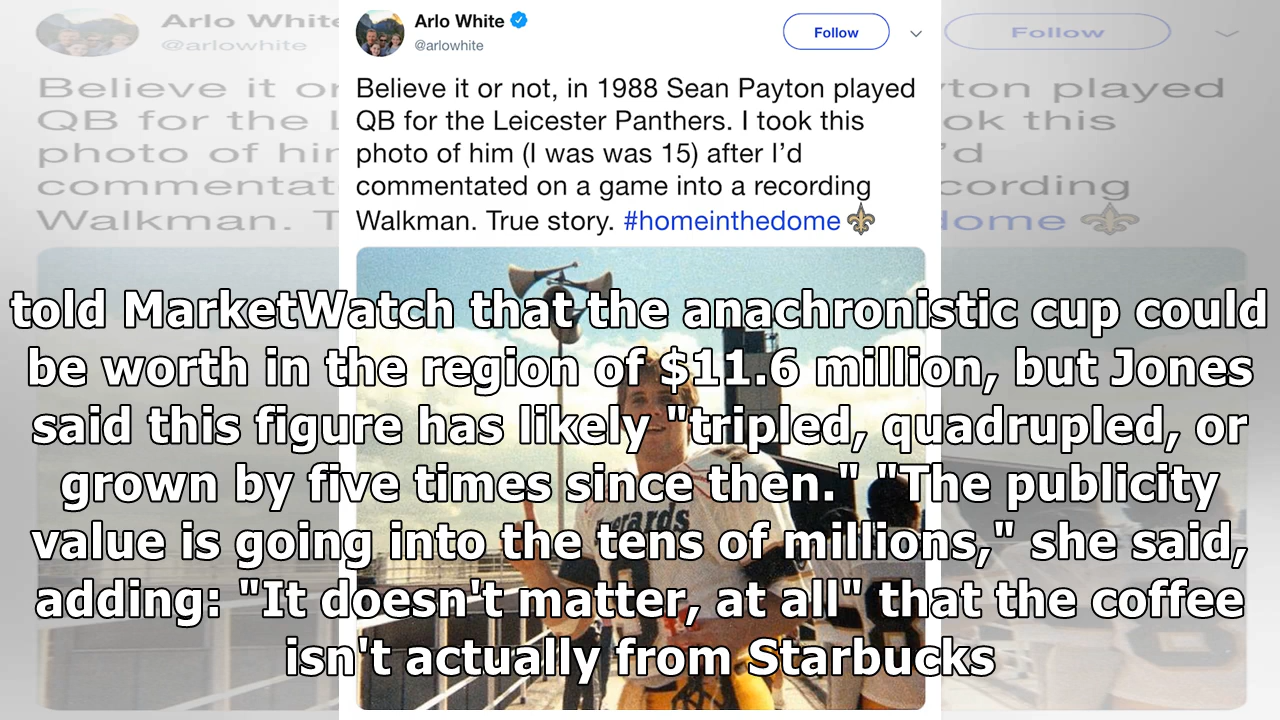 Arlo White
@arlowhite
Follow
Believe it or not, in 1988 Sean Payton played
QB for the Leicester Panthers. I took this
photo of him (I was was 15) after I’d
commentated on a game into a recording
Walkman. True story. #homeinthedome
told MarketWatch that the anachronistic cup could
be worth in the region of $11.6 million, but Jones
said this figure has likely "tripled, quadrupled, or
grown by five times since then." "The publicity
value is going into the tens of millions," she said,
adding: "It doesn't matter, at all" that the coffee
isn't actually from Starbucks